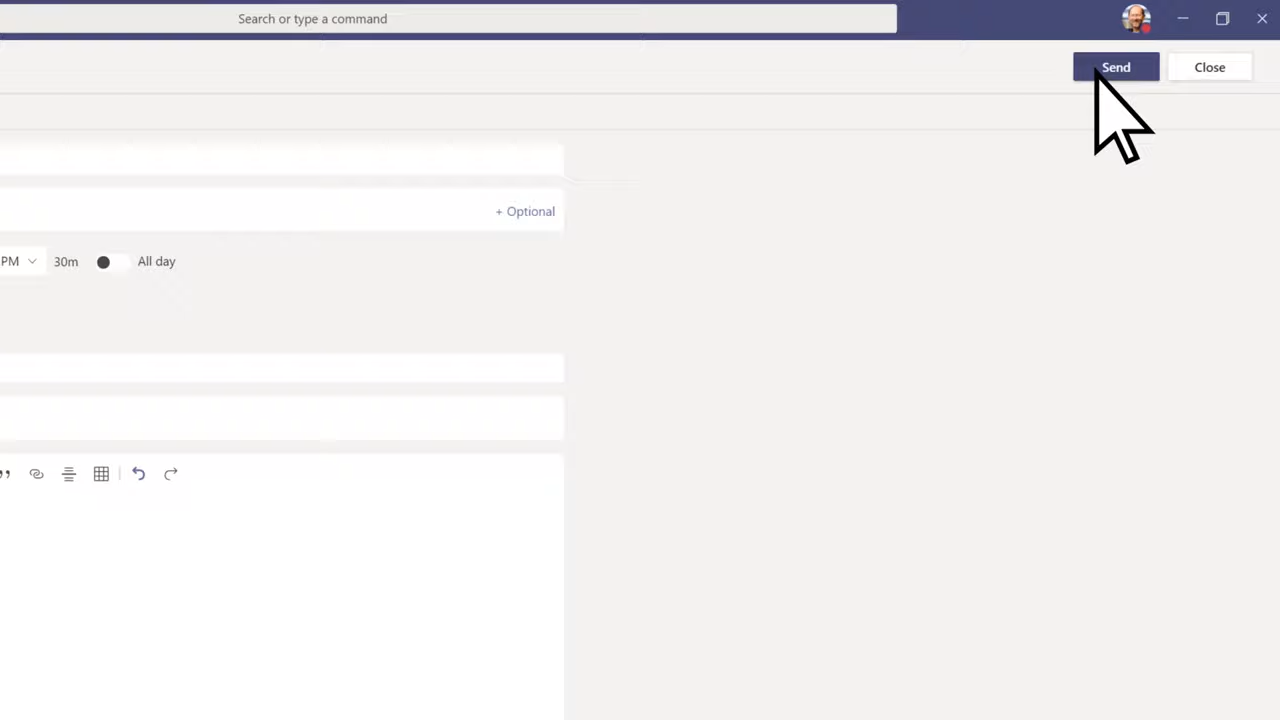 Search or type a command
Send
Close
+ Optional
PM
30m
All day